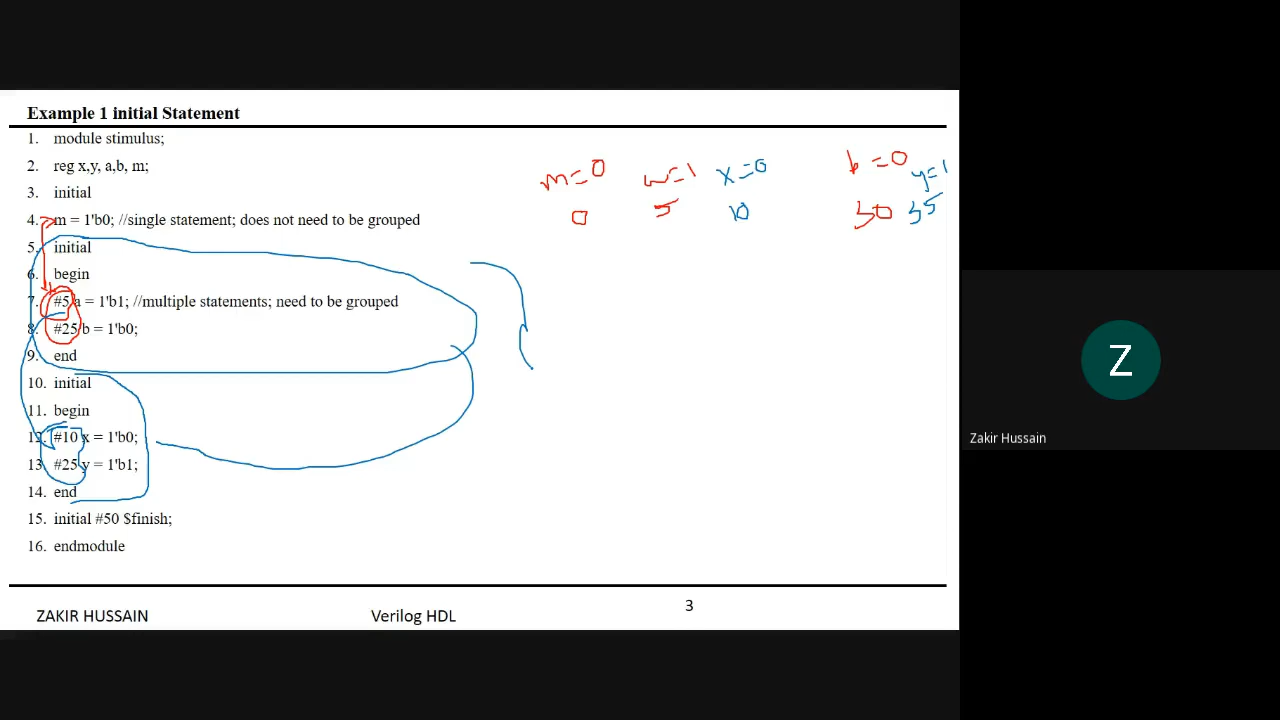 Example 1 initial Statement
1. module stimulus;
2. reg x,y, a,b, m;
3. initial
4. m = 1'b0; //single statement; does not need to be grouped
5. initial
6. begin
7. #5 a = 1'b1; //multiple statements; need to be grouped
8. #25 b = 1'b0;
9. end
10. initial
11. begin
12. #10 x = 1'b0;
13. #25 y = 1'b1;
14. end
15. initial #50 $finish;
16. endmodule
m=0 a=1 x=0 b=0 y=1
0 5 10 30 35
ZAKIR HUSSAIN Verilog HDL 3
Z
Zakir Hussain